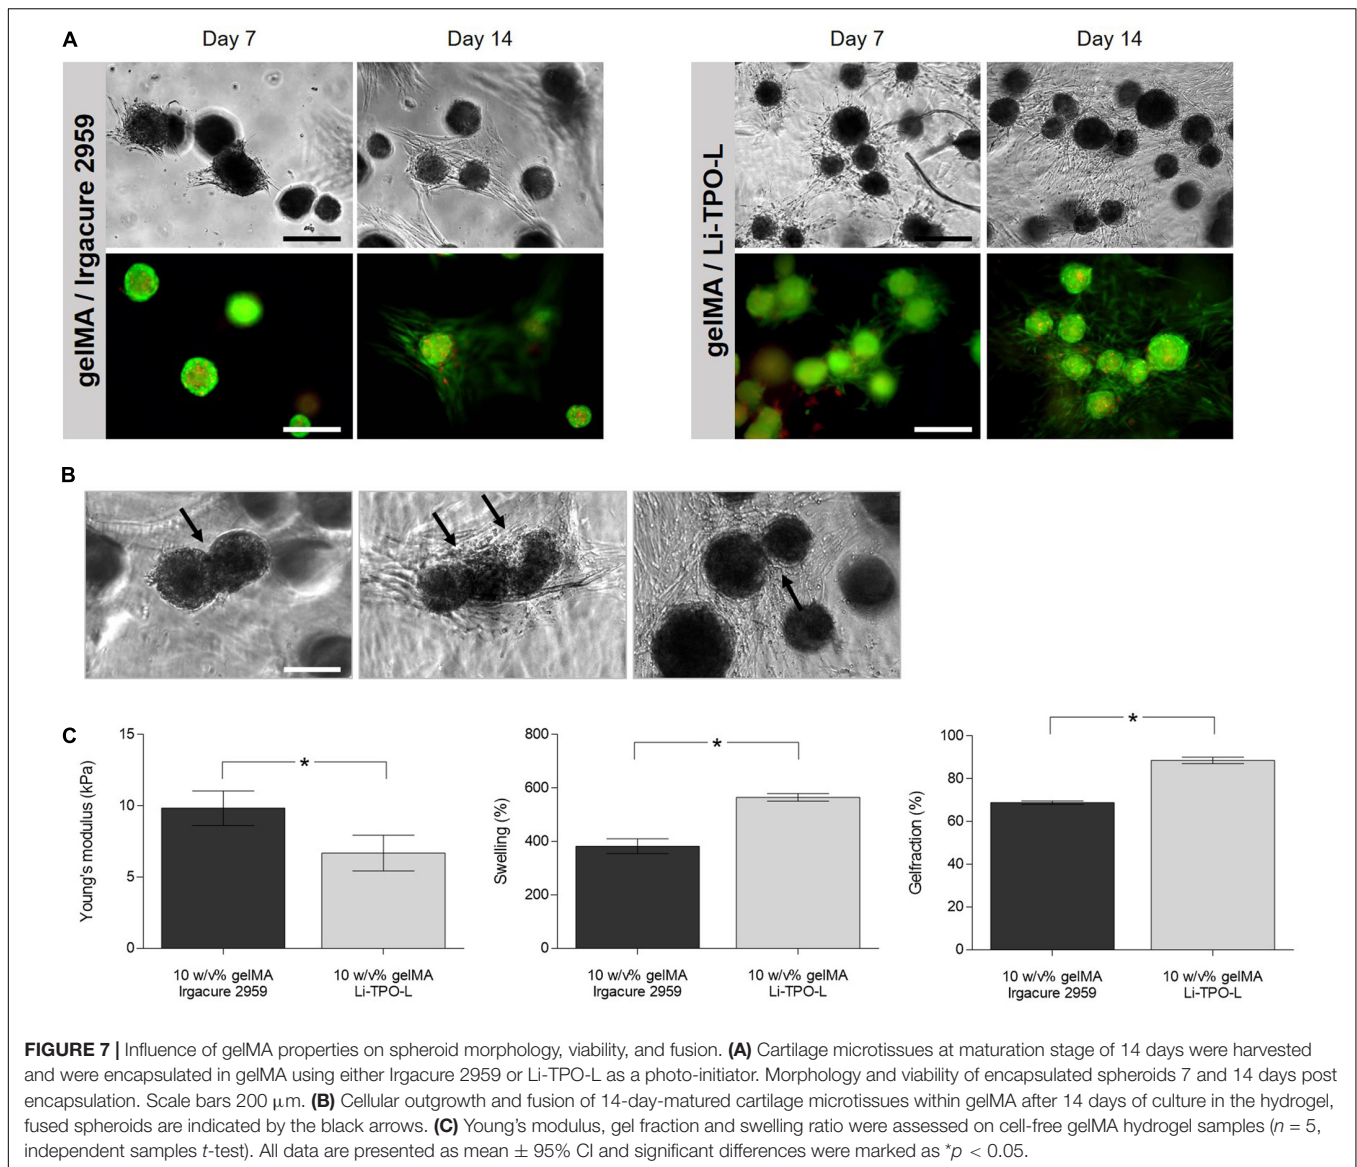 A
Day 7
Day 14
Day 7
Day 14
gelMA / Irgacure 2959
gelMA / Li-TPO-L
B
C
15
10
5
0
Young's modulus (kPa)
*
10 w/v% gelMA
Irgacure 2959
10 w/v% gelMA
Li-TPO-L
800
600
400
200
0
Swelling (%)
*
10 w/v% gelMA
Irgacure 2959
10 w/v% gelMA
Li-TPO-L
100
80
60
40
20
0
Gelfraction (%)
*
10 w/v% gelMA
Irgacure 2959
10 w/v% gelMA
Li-TPO-L
FIGURE 7 | Influence of gelMA properties on spheroid morphology, viability, and fusion. (A) Cartilage microtissues at maturation stage of 14 days were harvested
and were encapsulated in gelMA using either Irgacure 2959 or Li-TPO-L as a photo-initiator. Morphology and viability of encapsulated spheroids 7 and 14 days post
encapsulation. Scale bars 200 μm. (B) Cellular outgrowth and fusion of 14-day-matured cartilage microtissues within gelMA after 14 days of culture in the hydrogel,
fused spheroids are indicated by the black arrows. (C) Young's modulus, gel fraction and swelling ratio were assessed on cell-free gelMA hydrogel samples (n = 5,
independent samples t-test). All data are presented as mean ± 95% CI and significant differences were marked as *p < 0.05.